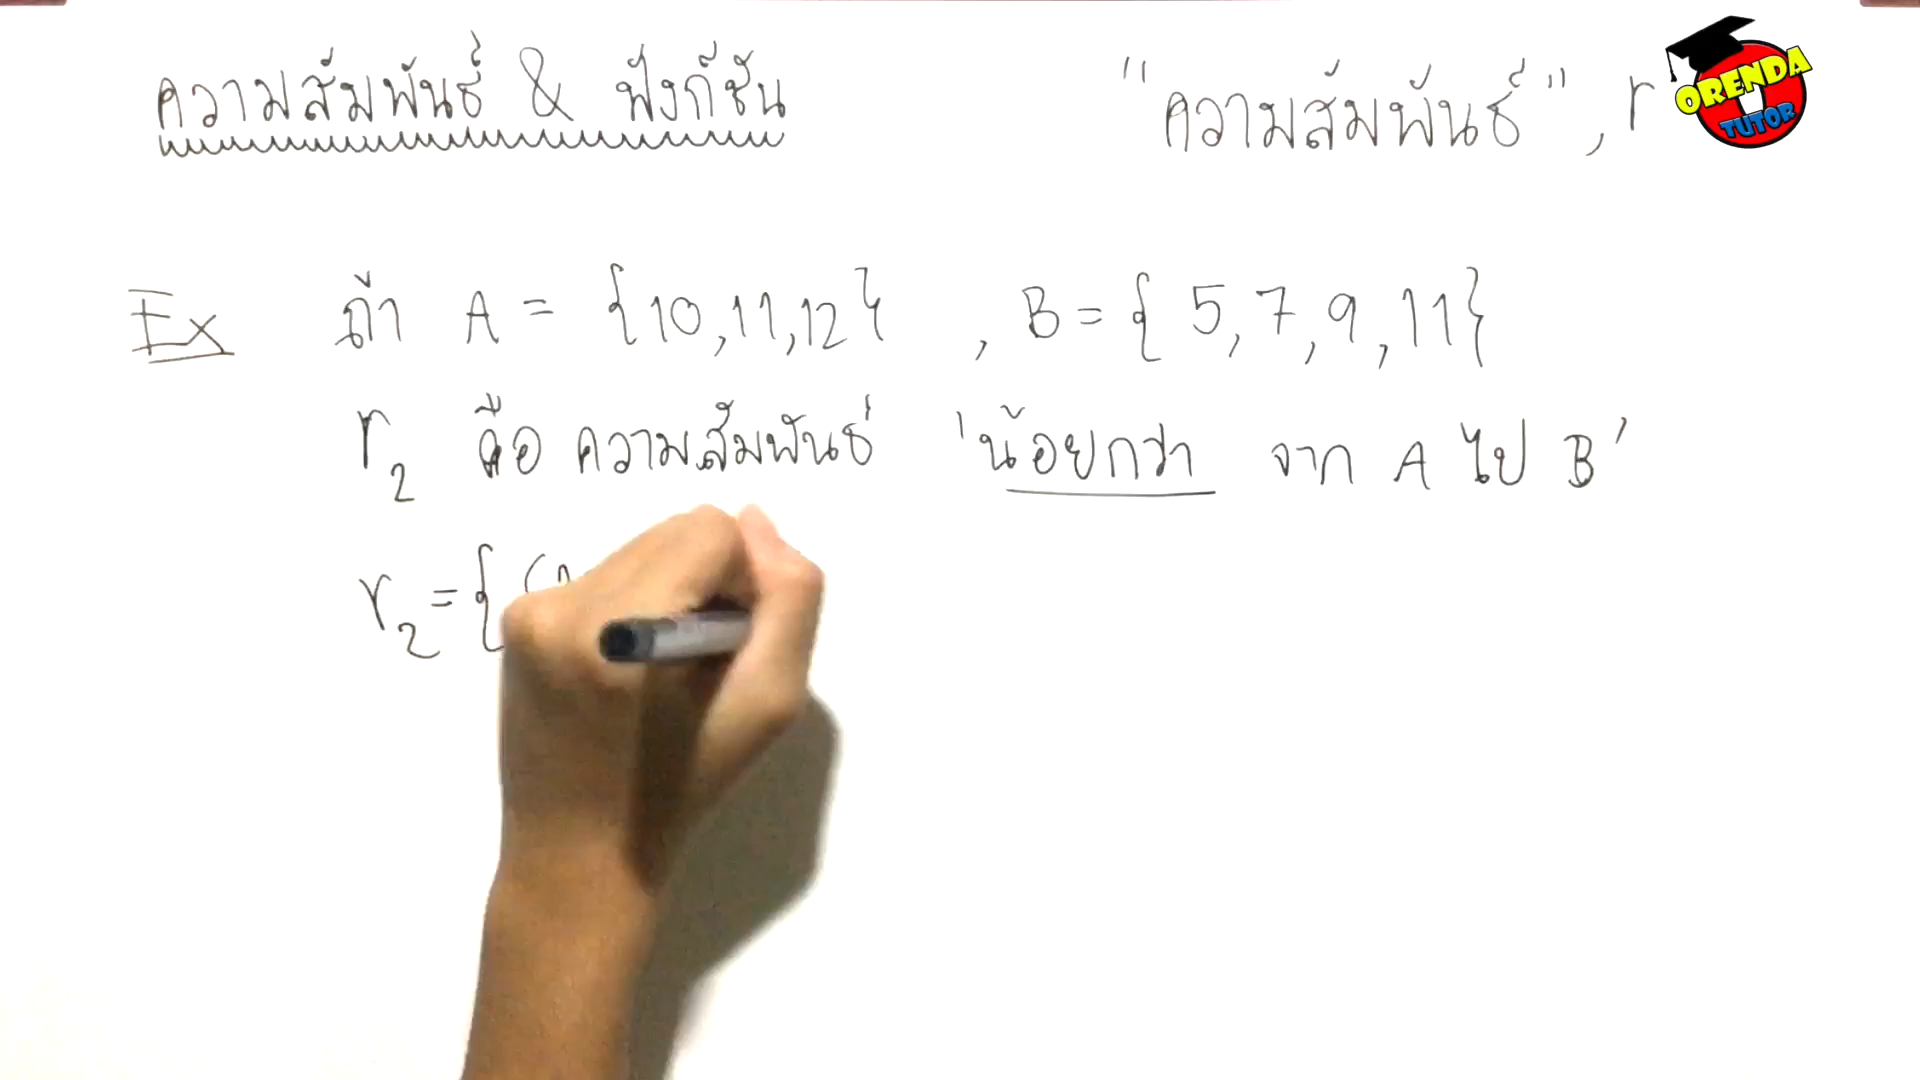 ความสัมพันธ์ & ฟังก์ชัน
"ความสัมพันธ์", r
ORENDA
TUTOR
Ex ถ้า A = {10,11,12} , B = { 5,7,9,11}
r2 คือ ความสัมพันธ์ 'น้อยกว่า จาก A ไป B'
r2 = { (